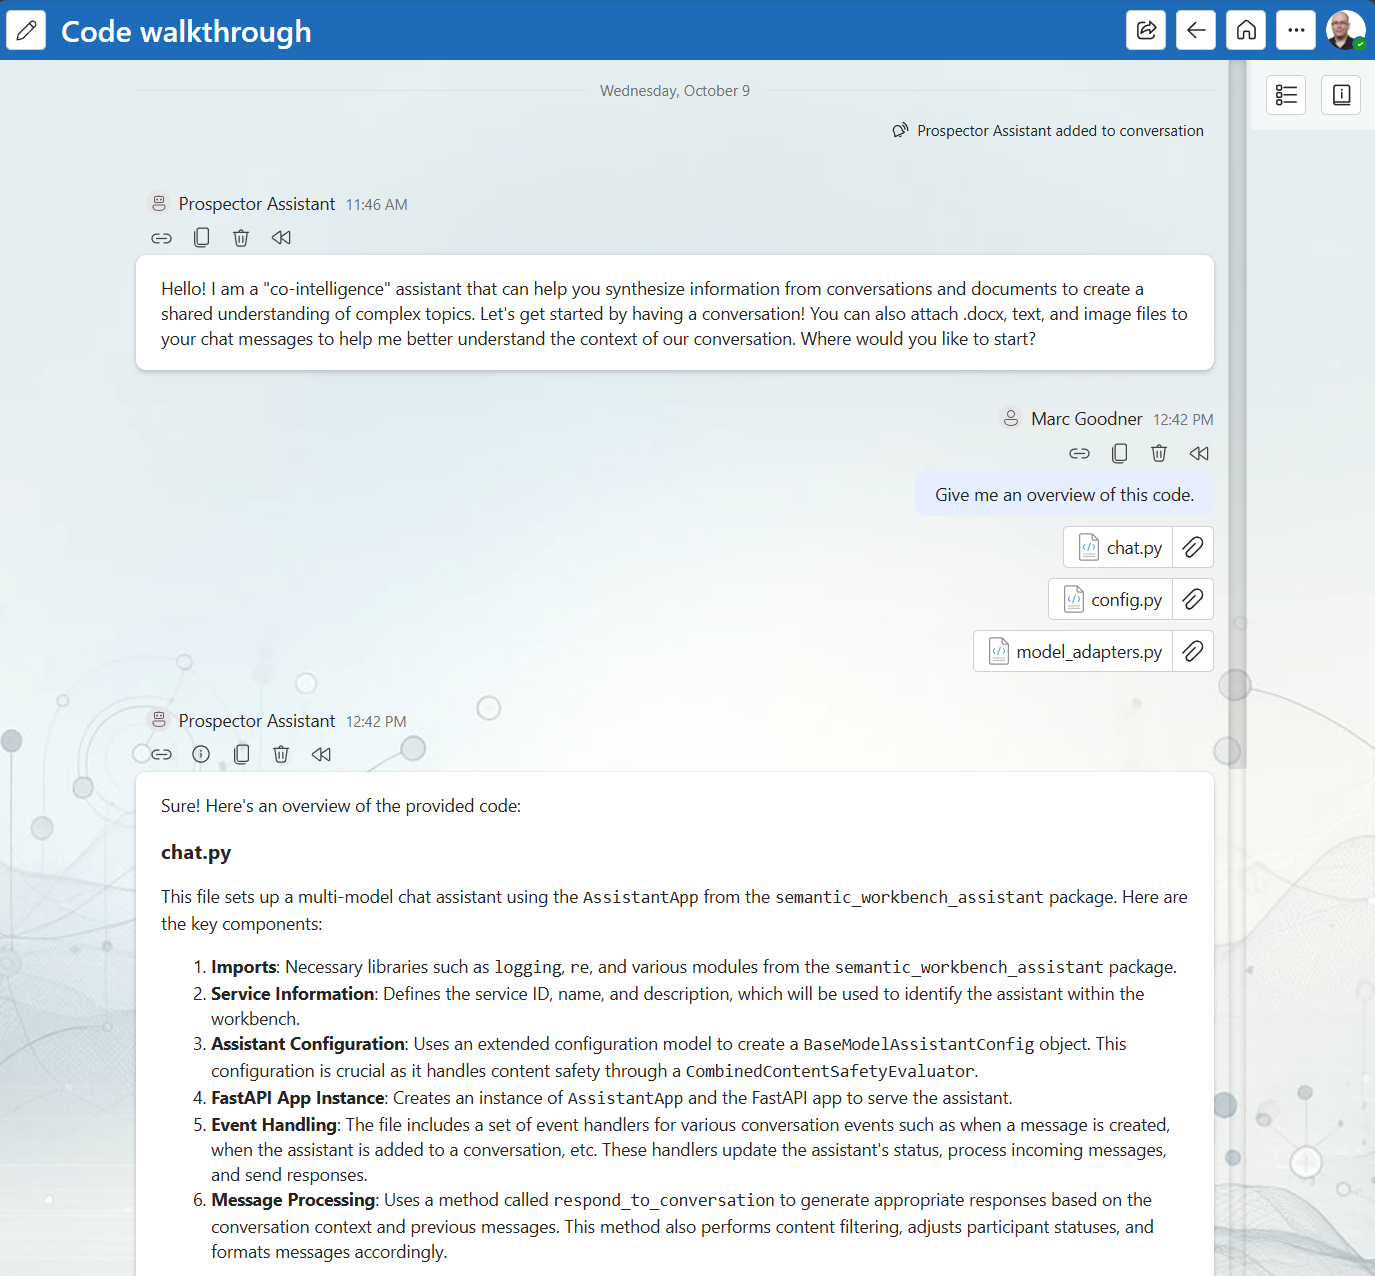 Code walkthrough
Wednesday, October 9
Prospector Assistant added to conversation
Prospector Assistant 11:46 AM
Hello! I am a "co-intelligence" assistant that can help you synthesize information from conversations and documents to create a
shared understanding of complex topics. Let's get started by having a conversation! You can also attach .docx, text, and image files to
your chat messages to help me better understand the context of our conversation. Where would you like to start?
Marc Goodner 12:42 PM
Give me an overview of this code.
chat.py
config.py
model_adapters.py
Prospector Assistant 12:42 PM
Sure! Here's an overview of the provided code:
chat.py
This file sets up a multi-model chat assistant using the AssistantApp from the semantic_workbench_assistant package. Here are
the key components:
1. Imports: Necessary libraries such as logging, re, and various modules from the semantic_workbench_assistant package.
2. Service Information: Defines the service ID, name, and description, which will be used to identify the assistant within the
workbench.
3. Assistant Configuration: Uses an extended configuration model to create a BaseModelAssistantConfig object. This
configuration is crucial as it handles content safety through a CombinedContentSafetyEvaluator.
4. FastAPI App Instance: Creates an instance of AssistantApp and the FastAPI app to serve the assistant.
5. Event Handling: The file includes a set of event handlers for various conversation events such as when a message is created,
when the assistant is added to a conversation, etc. These handlers update the assistant's status, process incoming messages,
and send responses.
6. Message Processing: Uses a method called respond_to_conversation to generate appropriate responses based on the
conversation context and previous messages. This method also performs content filtering, adjusts participant statuses, and
formats messages accordingly.